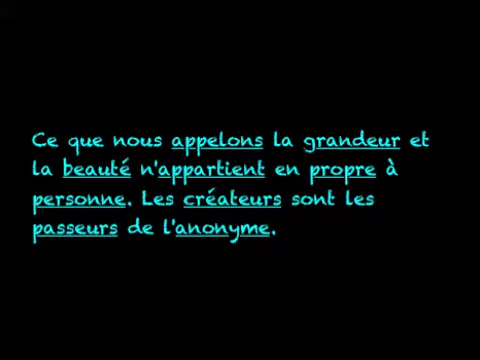 Ce que nous appelons la grandeur et
la beauté n'appartient en propre à
personne. Les créateurs sont les
passeurs de l'anonyme.